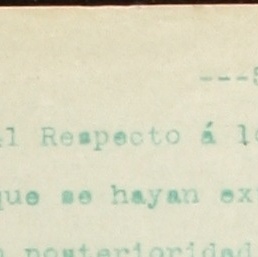 Respecto á
que se hayan
posterioridad